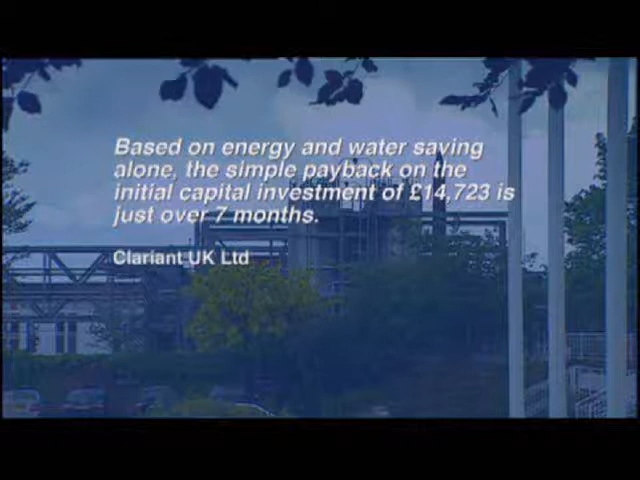 Based on energy and water saving
alone, the simple payback on the
initial capital investment of £14,723 is
just over 7 months.
Clariant UK Ltd